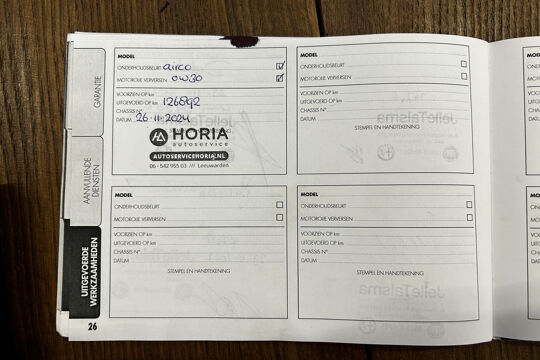 GARANTIE
AANVULLENDE
DIENSTEN
UITGEVOERDE
WERKZAAMHEDEN
26
MODEL
ONDERHOUDSBEURT airco
MOTOROLIE VERVERSEN 0W30
VOORZIEN OP km
UITGEVOERD OP km 126892
CHASSIS N°
DATUM 26-11-2024
HORIA
autoservice
AUTOSERVICEHORIA.NL
06 - 542 955 03 /// Leeuwarden
MODEL
ONDERHOUDSBEURT
MOTOROLIE VERVERSEN
VOORZIEN OP km
UITGEVOERD OP km
CHASSIS N°
DATUM
STEMPEL EN HANDTEKENING
MODEL
ONDERHOUDSBEURT
MOTOROLIE VERVERSEN
VOORZIEN OP km
UITGEVOERD OP km
CHASSIS N°
DATUM
STEMPEL EN HANDTEKENING
MODEL
ONDERHOUDSBEURT
MOTOROLIE VERVERSEN
VOORZIEN OP km
UITGEVOERD OP km
CHASSIS N°
DATUM
STEMPEL EN HANDTEKENING